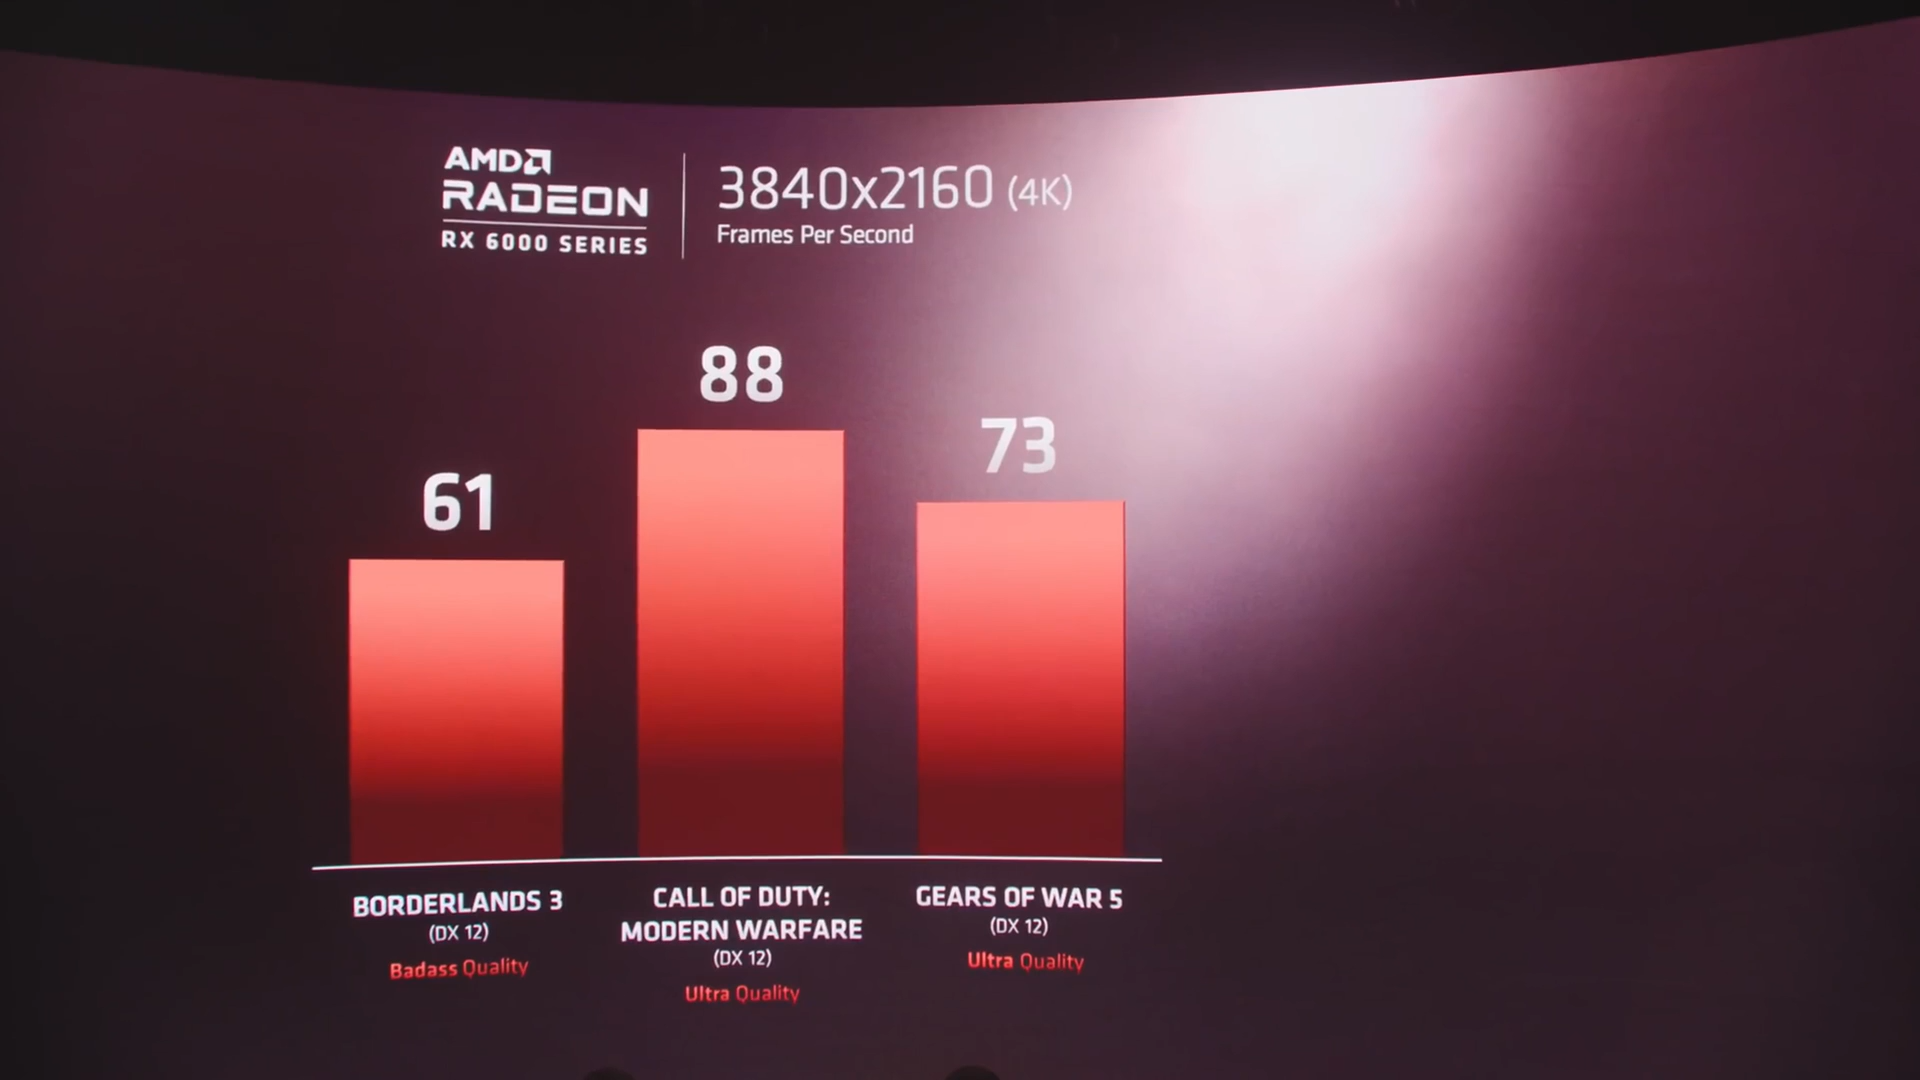 AMD
RADEON
RX 6000 SERIES
3840x2160 (4K)
Frames Per Second
61
88
73
BORDERLANDS 3
(DX 12)
Badass Quality
CALL OF DUTY:
MODERN WARFARE
(DX 12)
Ultra Quality
GEARS OF WAR 5
(DX 12)
Ultra Quality